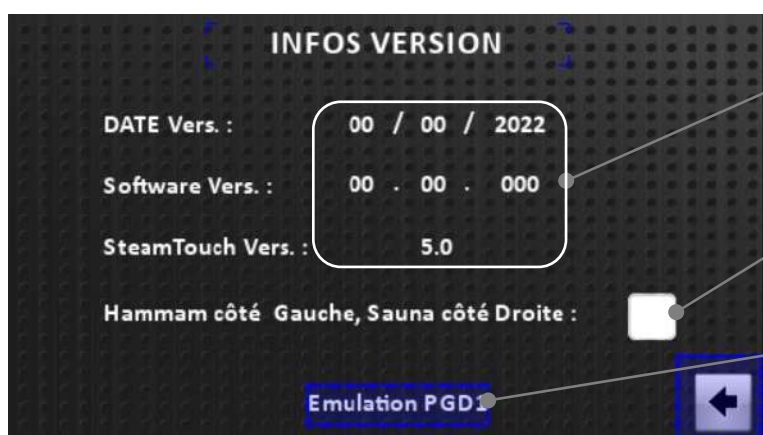 INFOS VERSION
DATE Vers. : 00 / 00 / 2022
Software Vers. : 00 . 00 . 000
SteamTouch Vers. : 5.0
Hammam côté Gauche, Sauna côté Droite :
Emulation PGD1